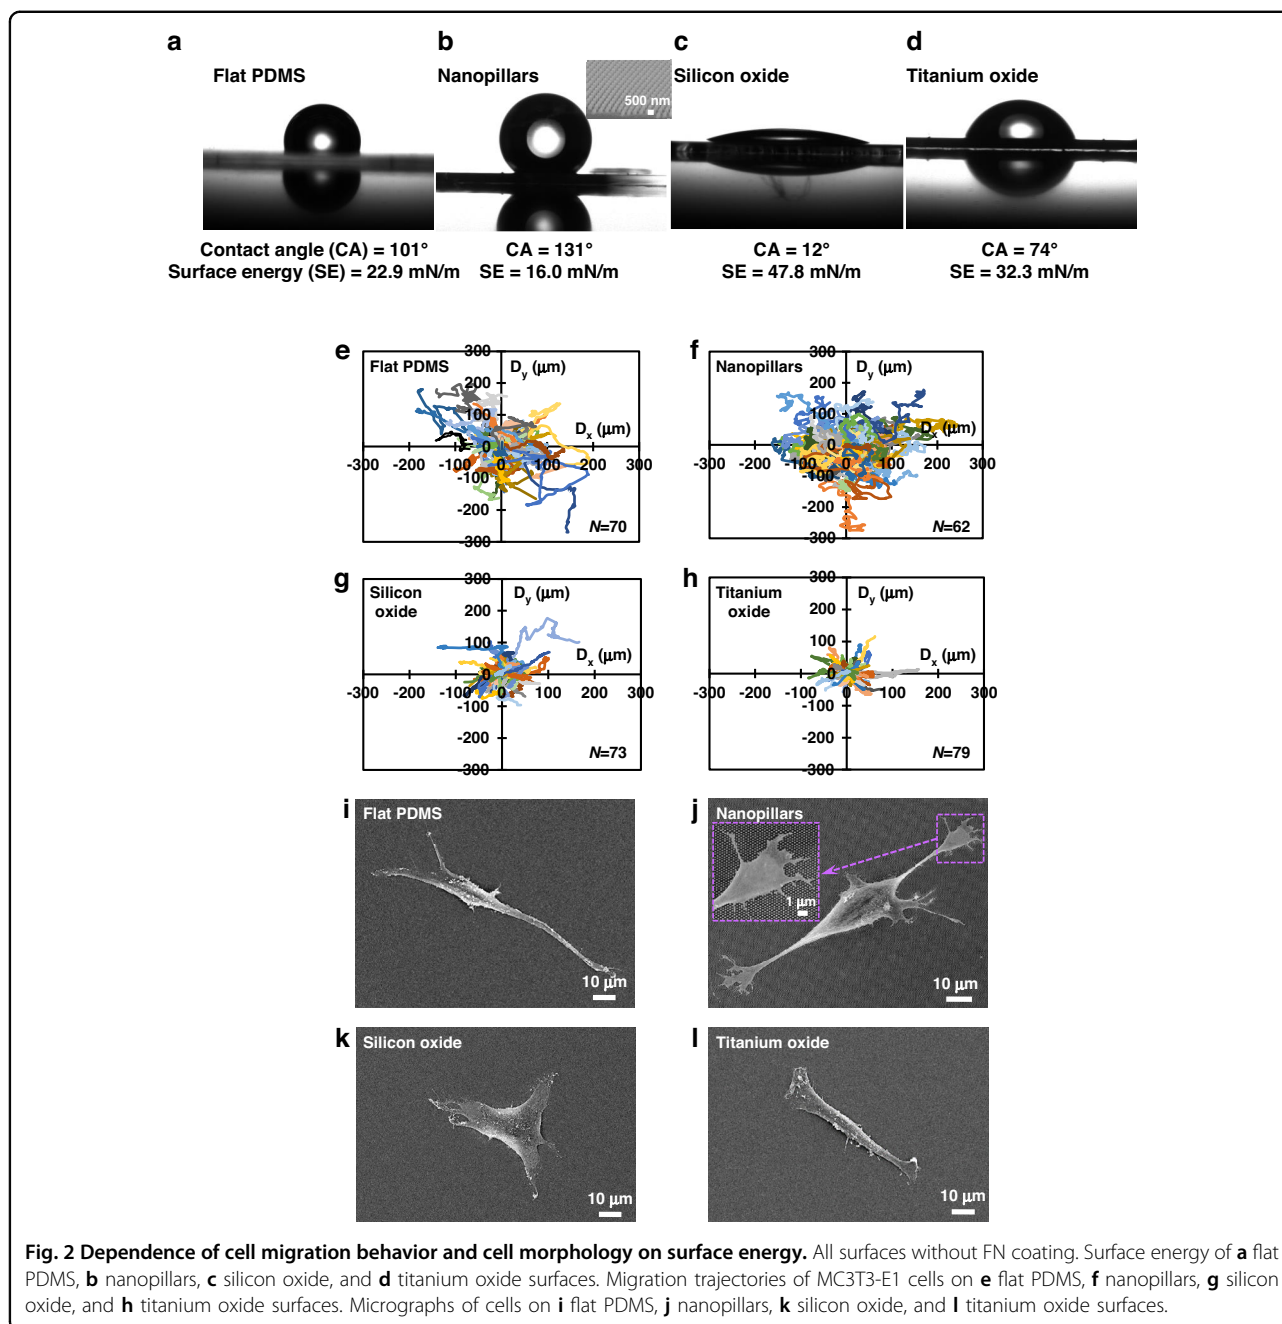 a
Flat PDMS
Contact angle (CA) = 101°
Surface energy (SE) = 22.9 mN/m
b
Nanopillars
500 nm
CA = 131°
SE = 16.0 mN/m
c
Silicon oxide
CA = 12°
SE = 47.8 mN/m
d
Titanium oxide
CA = 74°
SE = 32.3 mN/m
e
Flat PDMS
Dy (μm)
Dx (μm)
300
200
100
0
-100
-200
-300
-300 -200 -100 0 100 200 300
N=70
f
Nanopillars
Dy (μm)
Dx (μm)
300
200
100
0
-100
-200
-300
-300 -200 -100 0 100 200 300
N=62
g
Silicon
oxide
Dy (μm)
Dx (μm)
300
200
100
0
-100
-200
-300
-300 -200 -100 0 100 200 300
N=73
h
Titanium
oxide
Dy (μm)
Dx (μm)
300
200
100
0
-100
-200
-300
-300 -200 -100 0 100 200 300
N=79
i
Flat PDMS
10 μm
j
Nanopillars
1 μm
10 μm
k
Silicon oxide
10 μm
l
Titanium oxide
10 μm
Fig. 2 Dependence of cell migration behavior and cell morphology on surface energy. All surfaces without FN coating. Surface energy of a flat
PDMS, b nanopillars, c silicon oxide, and d titanium oxide surfaces. Migration trajectories of MC3T3-E1 cells on e flat PDMS, f nanopillars, g silicon
oxide, and h titanium oxide surfaces. Micrographs of cells on i flat PDMS, j nanopillars, k silicon oxide, and l titanium oxide surfaces.